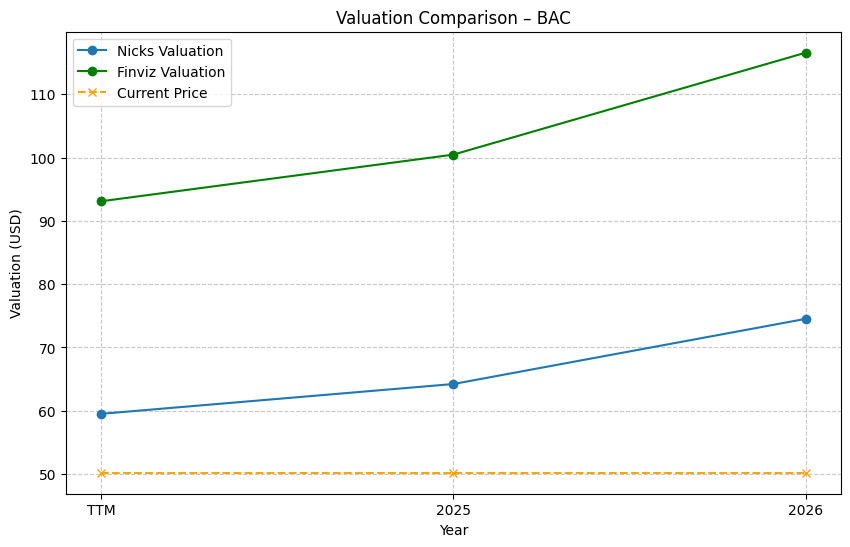 Valuation Comparison – BAC
Nicks Valuation
Finviz Valuation
Current Price
Valuation (USD)
110
100
90
80
70
60
50
TTM
2025
2026
Year